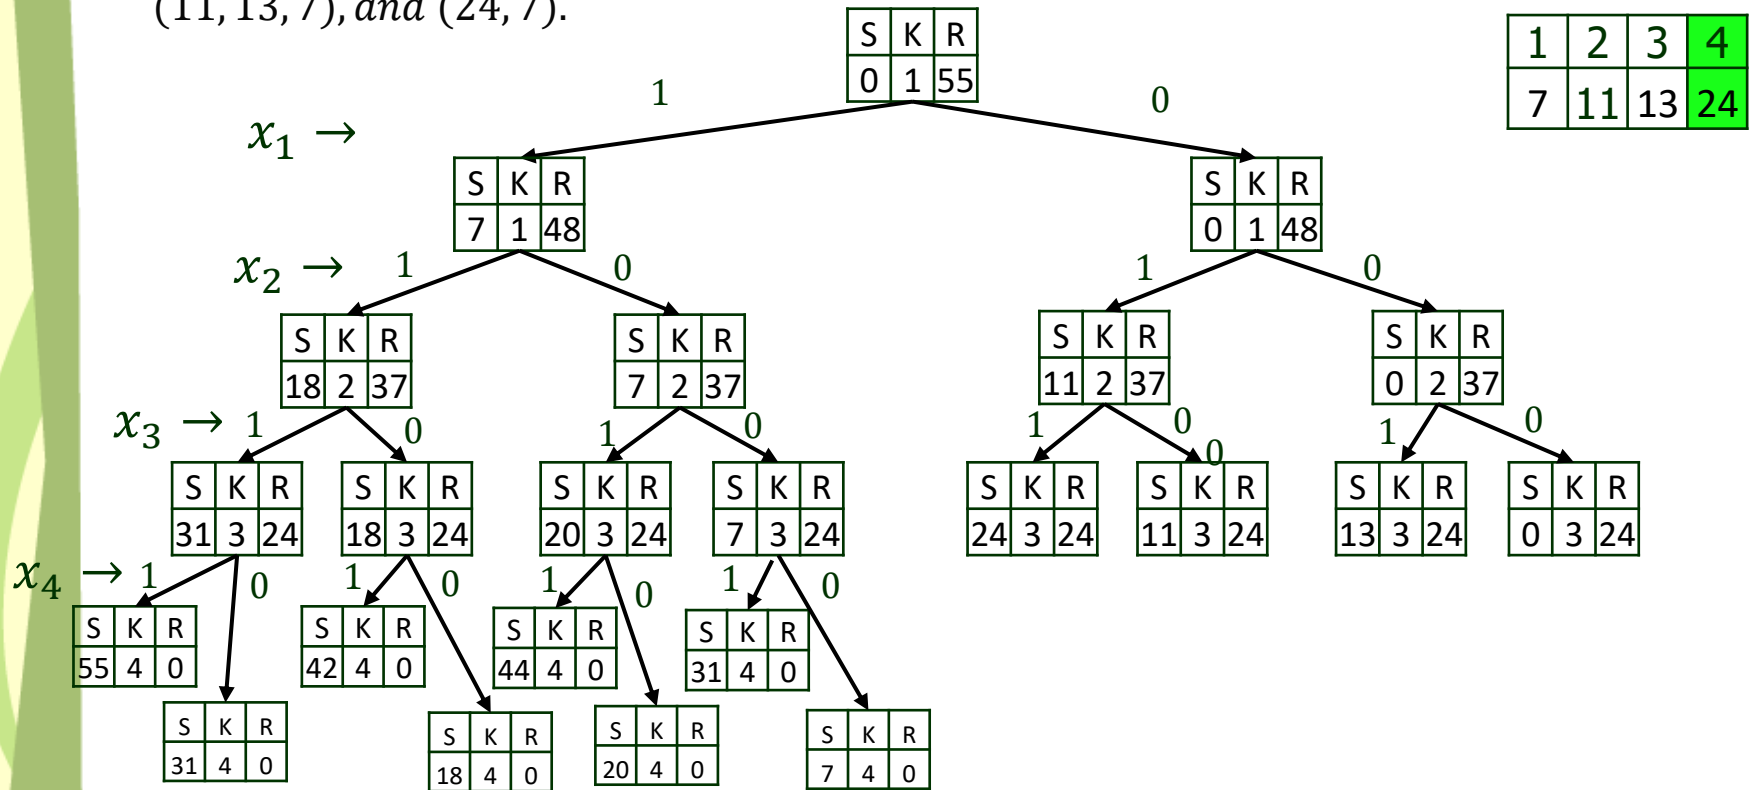 (11, 13, 7), and (24, 7).
S K R
0 1 55
1 2 3 4
7 11 13 24
1 0
x₁ →
S K R S K R
7 1 48 0 1 48
x₂ → 1 0 1 0
S K R S K R S K R S K R
18 2 37 7 2 37 11 2 37 0 2 37
x₃ → 1 0 1 0 1 0 0 1 0
S K R S K R S K R S K R S K R S K R S K R S K R
31 3 24 18 3 24 20 3 24 7 3 24 24 3 24 11 3 24 13 3 24 0 3 24
x₄ → 1 0 1 0 1 0 1 0
S K R S K R S K R S K R
55 4 0 42 4 0 44 4 0 31 4 0
S K R S K R S K R S K R
31 4 0 18 4 0 20 4 0 7 4 0